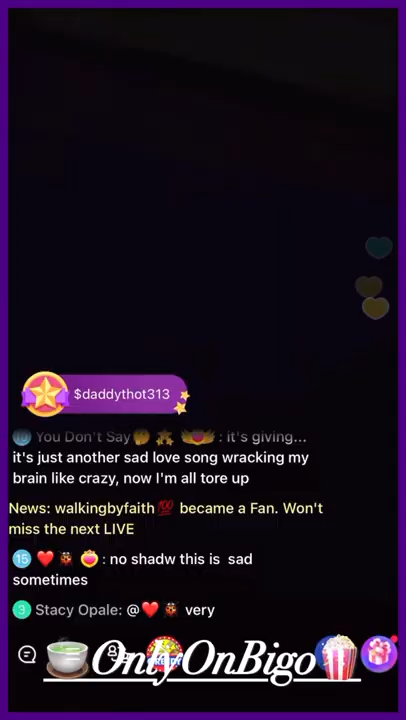 $daddythot313
15 You Don't Say🤔 : it's giving...
it's just another sad love song wracking my
brain like crazy, now I'm all tore up
News: walkingbyfaith💯 became a Fan. Won't
miss the next LIVE
15 ❤️ : no shadw this is sad
sometimes
3 Stacy Opale: @❤️ very
OnlyOnBigo